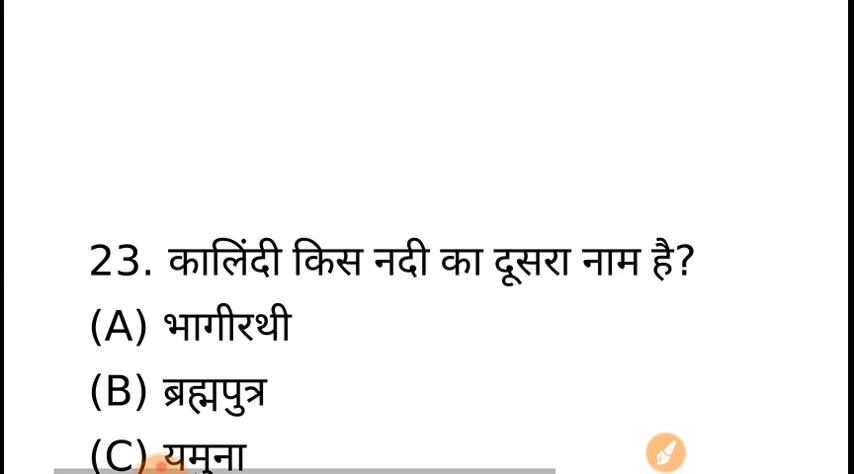 23. कालिंदी किस नदी का दूसरा नाम है?
(A) भागीरथी
(B) ब्रह्मपुत्र
(C) यमुना